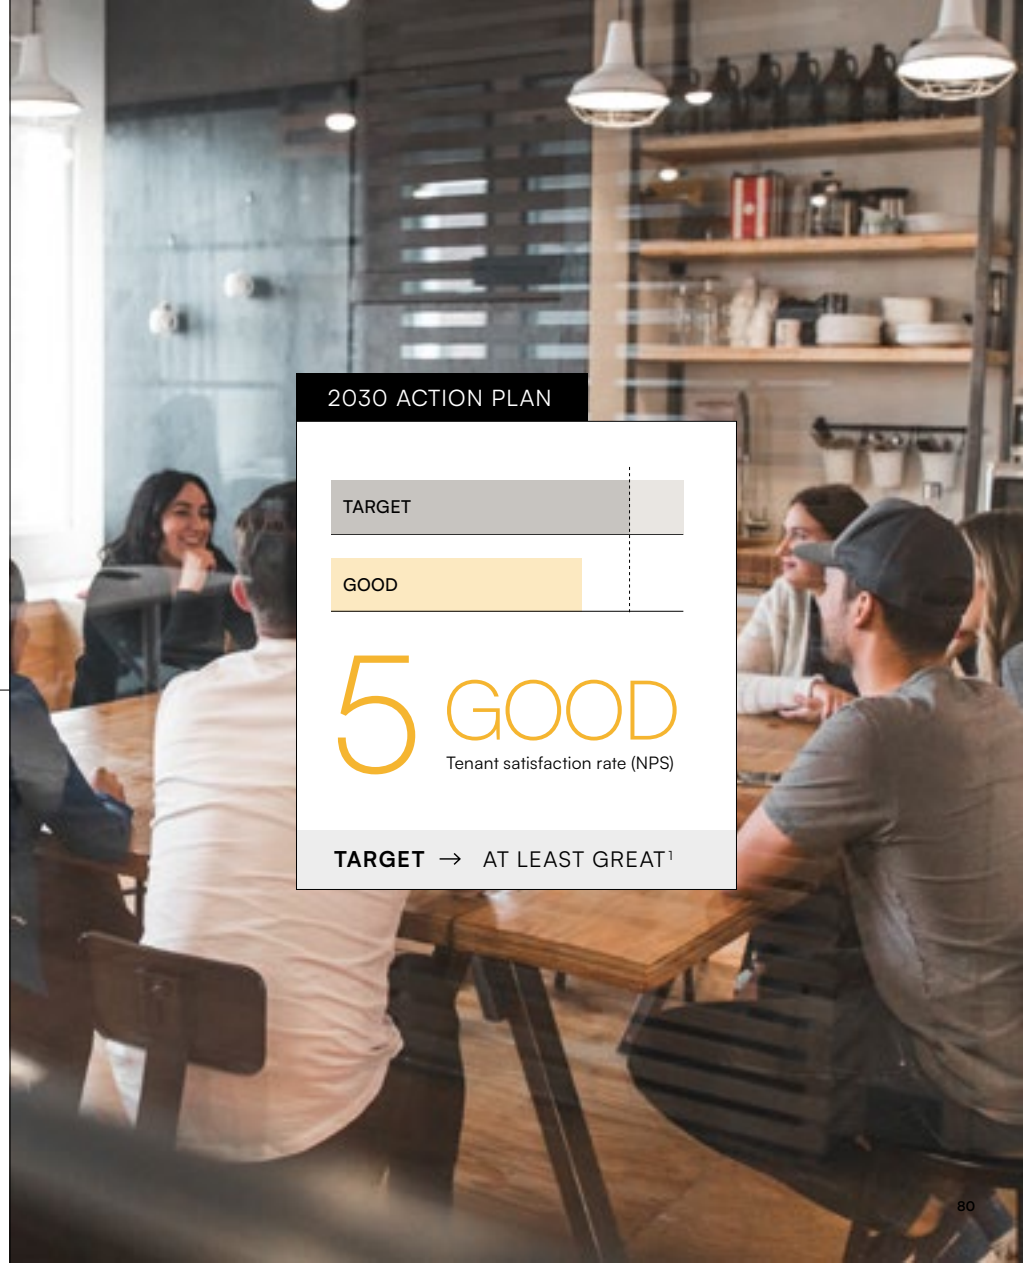 2030 ACTION PLAN
TARGET
GOOD
5 GOOD
Tenant satisfaction rate (NPS)
TARGET → AT LEAST GREAT¹
80